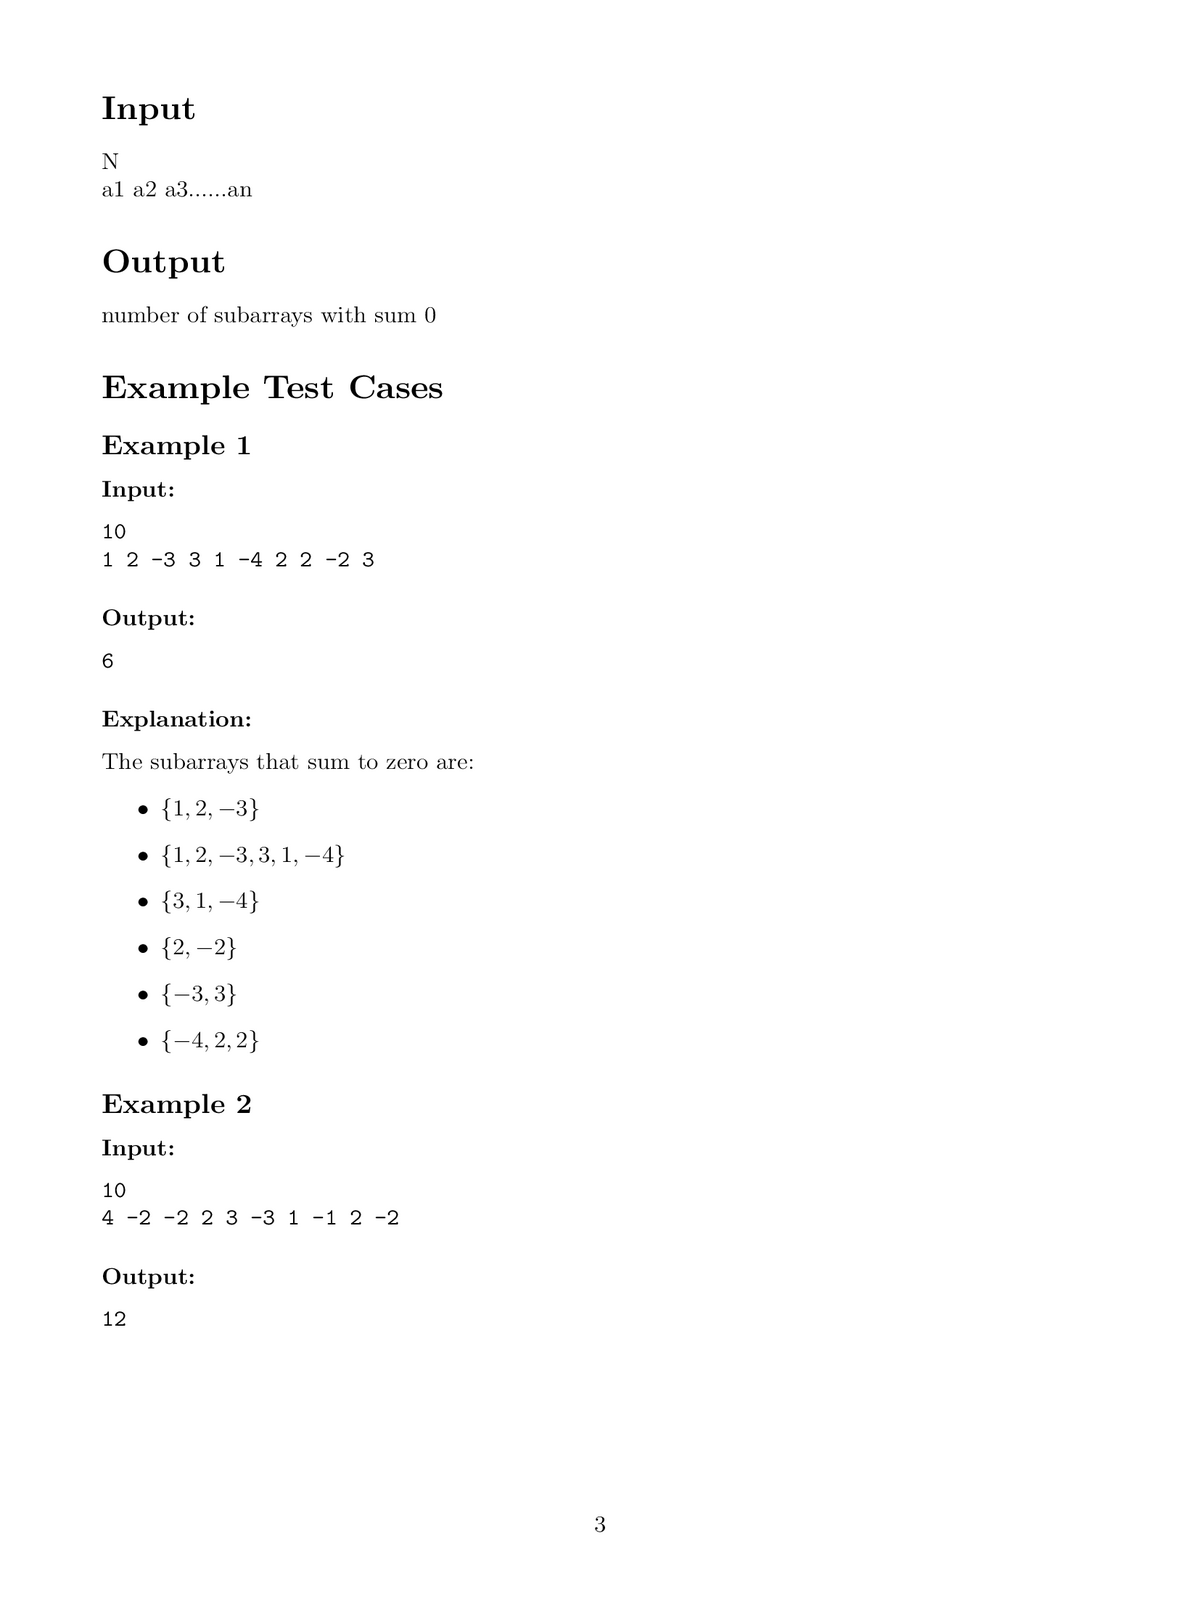 Input
N
a1 a2 a3......an
Output
number of subarrays with sum 0
Example Test Cases
Example 1
Input:
10
1 2 -3 3 1 -4 2 2 -2 3
Output:
6
Explanation:
The subarrays that sum to zero are:
• {1, 2, −3}
• {1, 2, −3, 3, 1, −4}
• {3, 1, −4}
• {2, −2}
• {−3, 3}
• {−4, 2, 2}
Example 2
Input:
10
4 -2 -2 2 3 -3 1 -1 2 -2
Output:
12
3